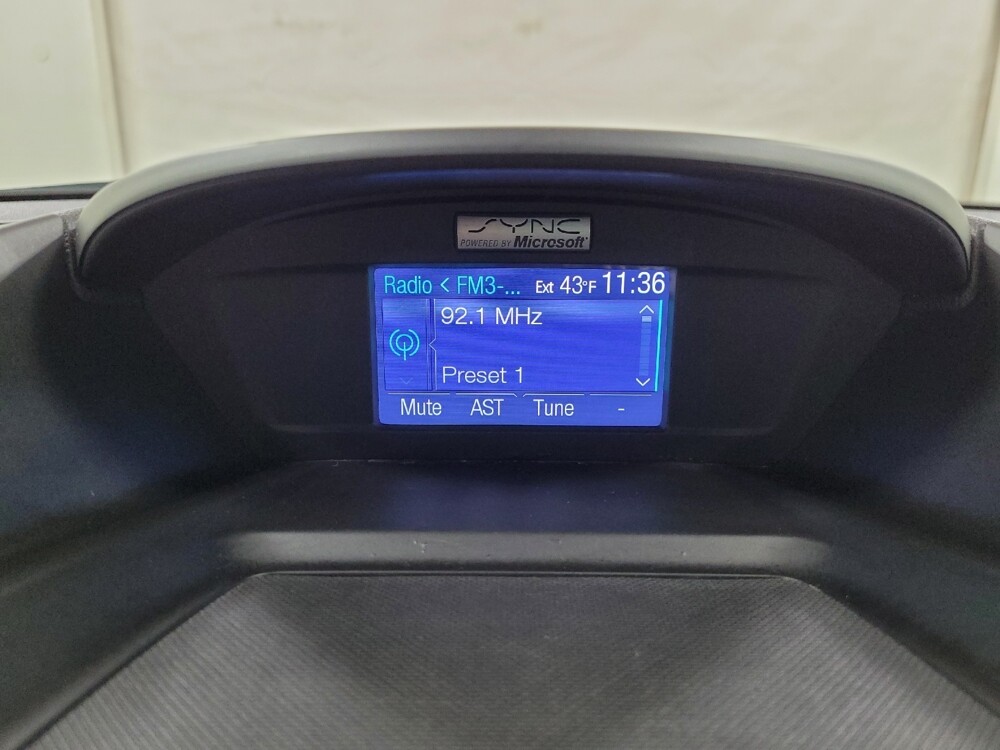 SYNC
POWERED BY Microsoft
Radio < FM3-... Ext 43°F 11:36
92.1 MHz
Preset 1
Mute AST Tune -